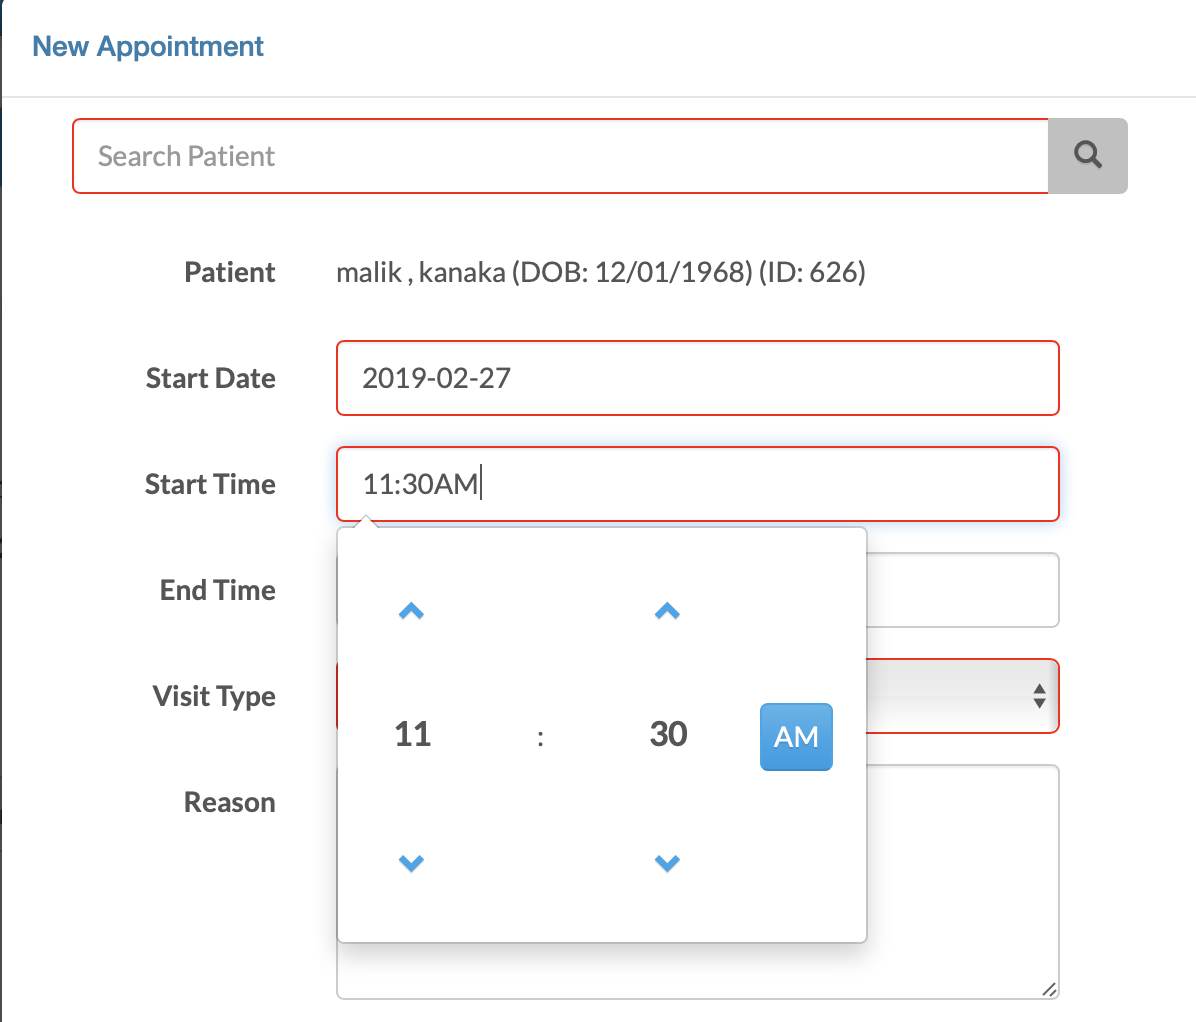 New Appointment
Search Patient
Patient malik , kanaka (DOB: 12/01/1968) (ID: 626)
Start Date 2019-02-27
Start Time 11:30AM
End Time
Visit Type
11 : 30 AM
Reason